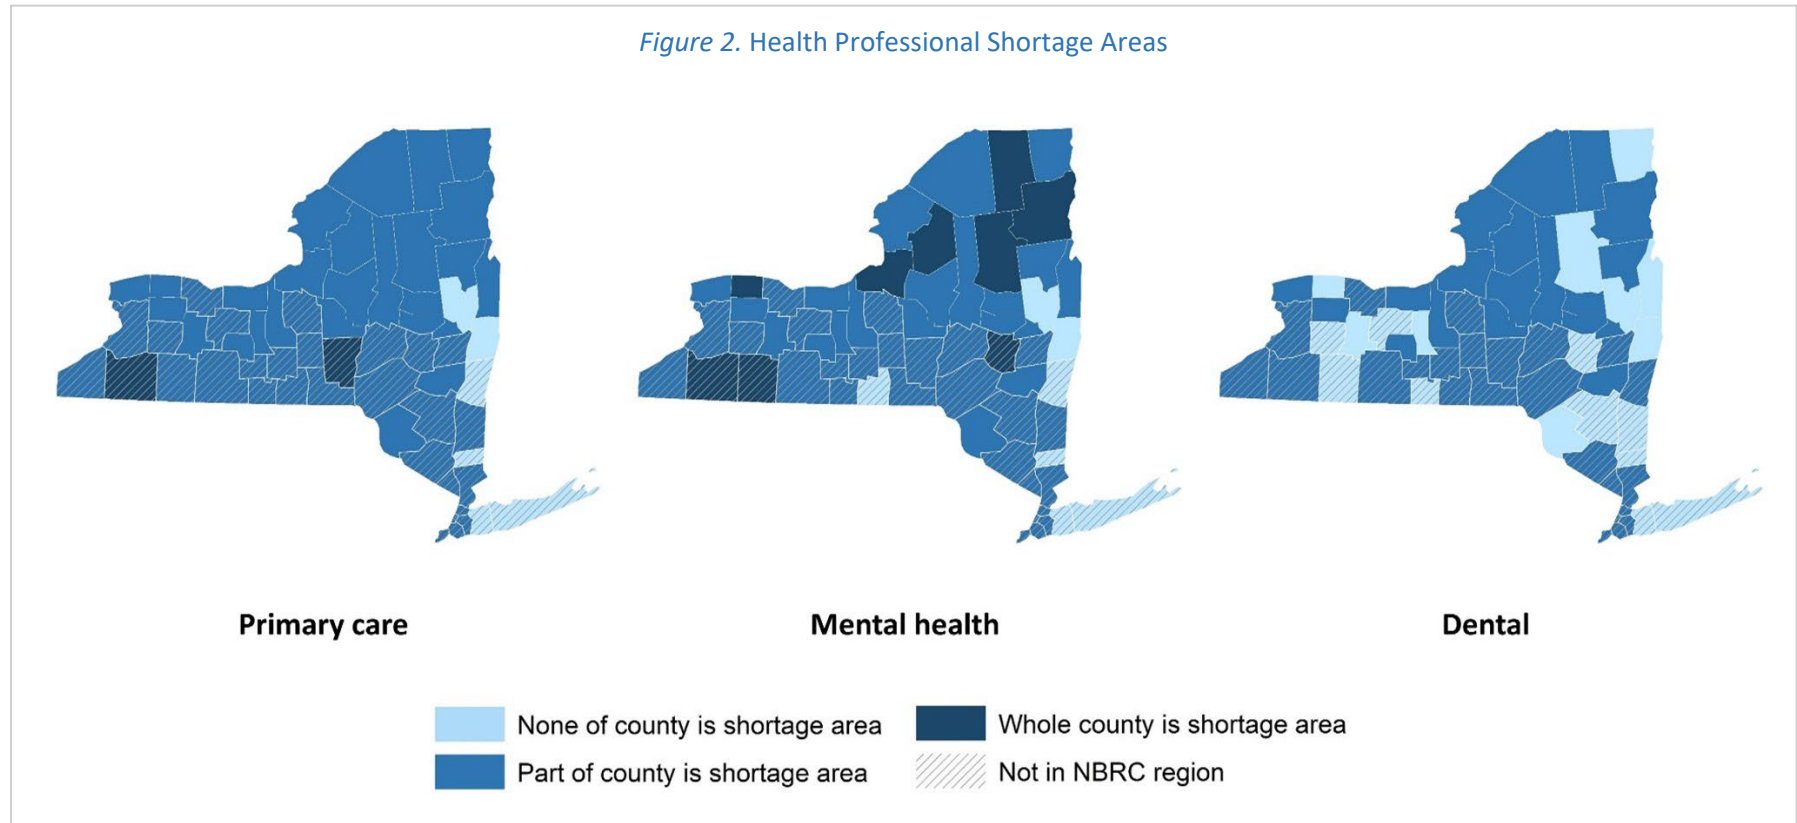 Figure 2. Health Professional Shortage Areas
Primary care
Mental health
Dental
None of county is shortage area
Whole county is shortage area
Part of county is shortage area
Not in NBRC region